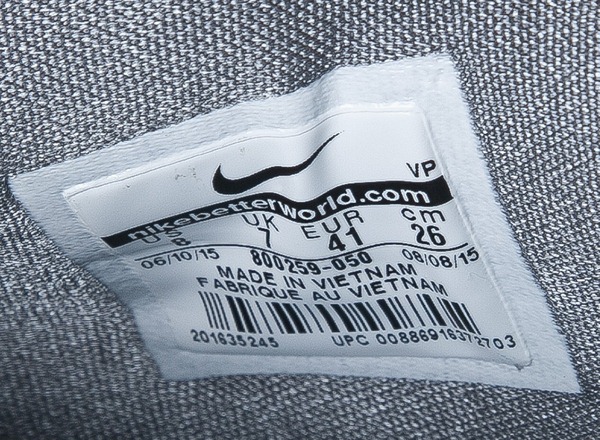 VP
nikebetterworld.com
US UK EUR cm
8 7 41 26
06/10/15 800259-050 08/08/15
MADE IN VIETNAM
FABRIQUE AU VIETNAM
201635245 UPC 00886916372703